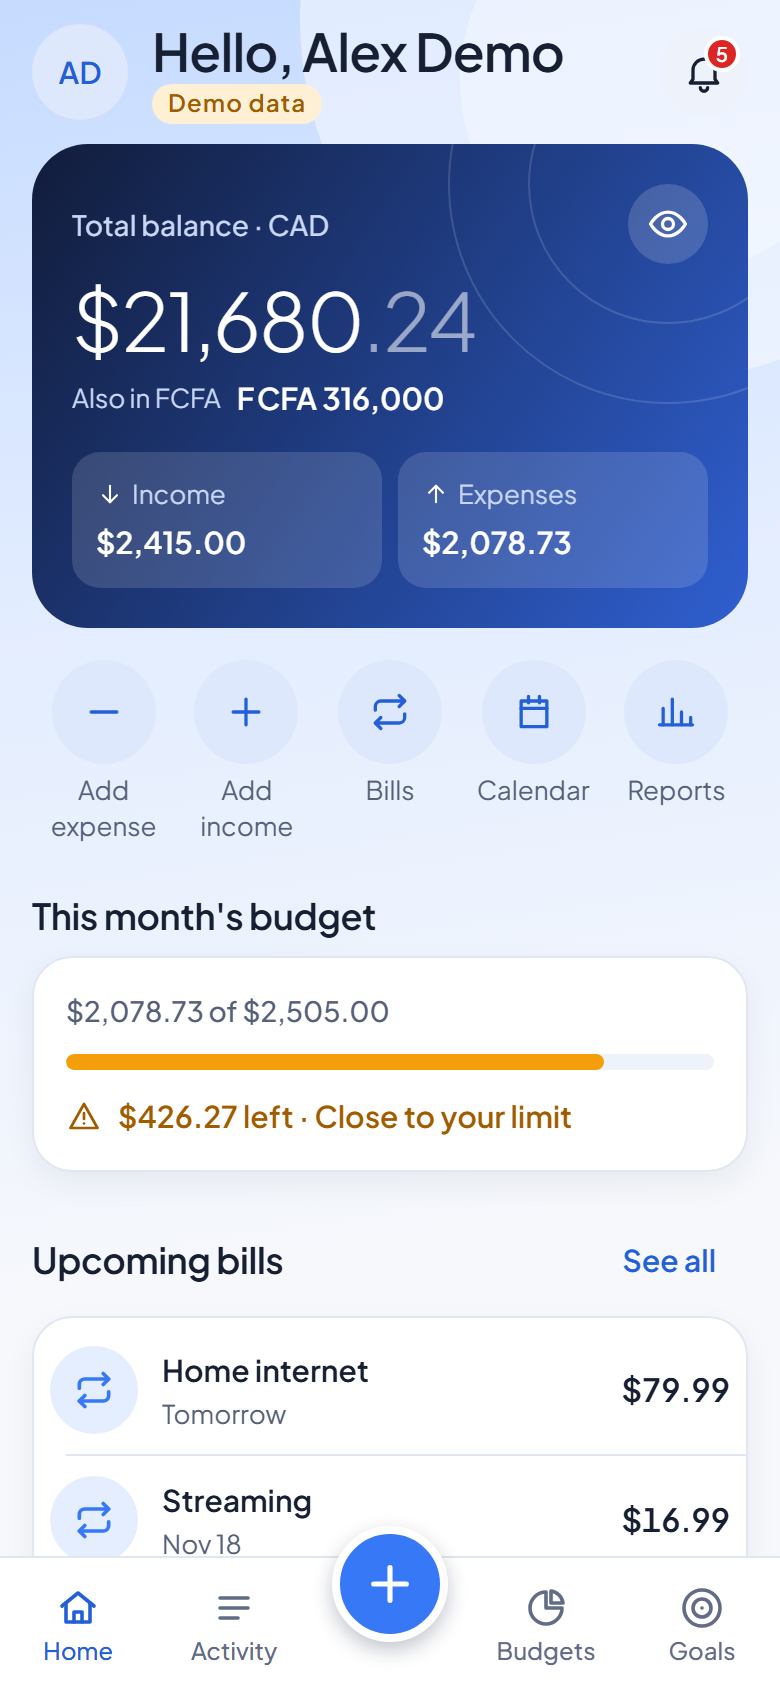 AD
Hello, Alex Demo
5
Demo data
Total balance · CAD
$21,680.24
Also in FCFA FCFA 316,000
Income
$2,415.00
Expenses
$2,078.73
Add
expense
Add
income
Bills
Calendar
Reports
This month's budget
$2,078.73 of $2,505.00
$426.27 left · Close to your limit
Upcoming bills
See all
Home internet
Tomorrow
$79.99
Streaming
Nov 18
$16.99
Home
Activity
Budgets
Goals